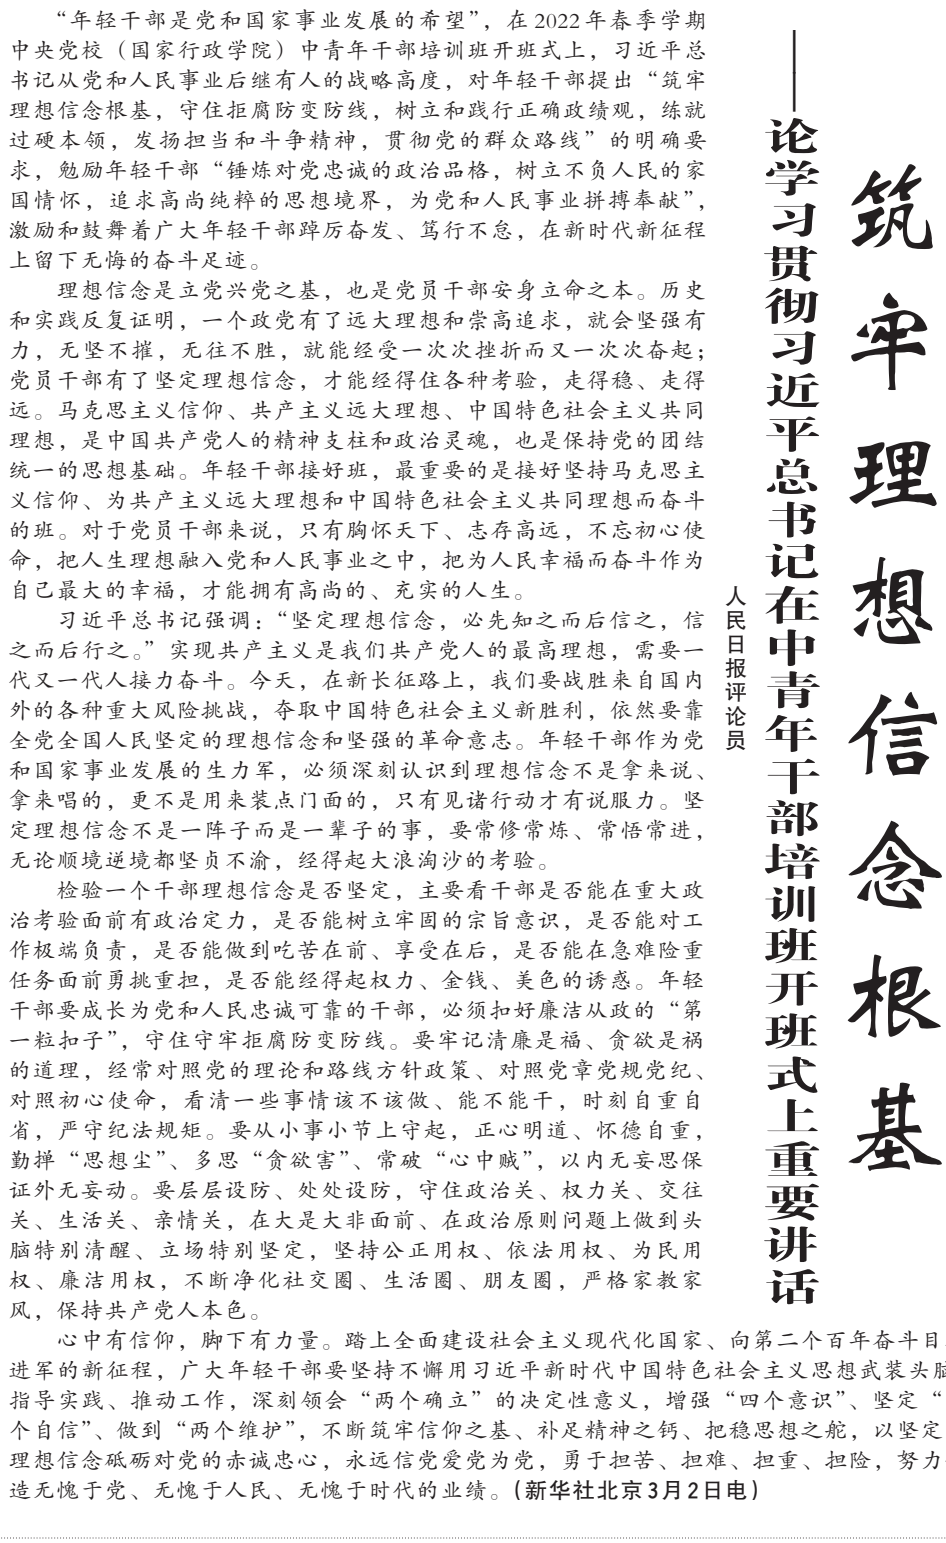 筑牢理想信念根基
——论学习贯彻习近平总书记在中青年干部培训班开班式上重要讲话
人民日报评论员
“年轻干部是党和国家事业发展的希望”，在2022年春季学期
中央党校（国家行政学院）中青年干部培训班开班式上，习近平总
书记从党和人民事业后继有人的战略高度，对年轻干部提出“筑牢
理想信念根基，守住拒腐防变防线，树立和践行正确政绩观，练就
过硬本领，发扬担当和斗争精神，贯彻党的群众路线”的明确要
求，勉励年轻干部“锤炼对党忠诚的政治品格，树立不负人民的家
国情怀，追求高尚纯粹的思想境界，为党和人民事业拼搏奉献”，
激励和鼓舞着广大年轻干部踔厉奋发、笃行不怠，在新时代新征程
上留下无悔的奋斗足迹。
理想信念是立党兴党之基，也是党员干部安身立命之本。历史
和实践反复证明，一个政党有了远大理想和崇高追求，就会坚强有
力，无坚不摧，无往不胜，就能经受一次次挫折而又一次次奋起；
党员干部有了坚定理想信念，才能经得住各种考验，走得稳、走得
远。马克思主义信仰、共产主义远大理想、中国特色社会主义共同
理想，是中国共产党人的精神支柱和政治灵魂，也是保持党的团结
统一的思想基础。年轻干部接好班，最重要的是接好坚持马克思主
义信仰、为共产主义远大理想和中国特色社会主义共同理想而奋斗
的班。对于党员干部来说，只有胸怀天下、志存高远，不忘初心使
命，把人生理想融入党和人民事业之中，把为人民幸福而奋斗作为
自己最大的幸福，才能拥有高尚的、充实的人生。
习近平总书记强调：“坚定理想信念，必先知之而后信之，信
之而后行之。”实现共产主义是我们共产党人的最高理想，需要一
代又一代人接力奋斗。今天，在新长征路上，我们要战胜来自国内
外的各种重大风险挑战，夺取中国特色社会主义新胜利，依然要靠
全党全国人民坚定的理想信念和坚强的革命意志。年轻干部作为党
和国家事业发展的生力军，必须深刻认识到理想信念不是拿来说、
拿来唱的，更不是用来装点门面的，只有见诸行动才有说服力。坚
定理想信念不是一阵子而是一辈子的事，要常修常炼、常悟常进，
无论顺境逆境都坚贞不渝，经得起大浪淘沙的考验。
检验一个干部理想信念是否坚定，主要看干部是否能在重大政
治考验面前有政治定力，是否能树立牢固的宗旨意识，是否能对工
作极端负责，是否能做到吃苦在前、享受在后，是否能在急难险重
任务面前勇挑重担，是否能经得起权力、金钱、美色的诱惑。年轻
干部要成长为党和人民忠诚可靠的干部，必须扣好廉洁从政的“第
一粒扣子”，守住守牢拒腐防变防线。要牢记清廉是福、贪欲是祸
的道理，经常对照党的理论和路线方针政策、对照党章党规党纪、
对照初心使命，看清一些事情该不该做、能不能干，时刻自重自
省，严守纪法规矩。要从小事小节上守起，正心明道、怀德自重，
勤掸“思想尘”、多思“贪欲害”、常破“心中贼”，以内无妄思保
证外无妄动。要层层设防、处处设防，守住政治关、权力关、交往
关、生活关、亲情关，在大是大非面前、在政治原则问题上做到头
脑特别清醒、立场特别坚定，坚持公正用权、依法用权、为民用
权、廉洁用权，不断净化社交圈、生活圈、朋友圈，严格家教家
风，保持共产党人本色。
心中有信仰，脚下有力量。踏上全面建设社会主义现代化国家、向第二个百年奋斗目
进军的新征程，广大年轻干部要坚持不懈用习近平新时代中国特色社会主义思想武装头脑
指导实践、推动工作，深刻领会“两个确立”的决定性意义，增强“四个意识”、坚定“
个自信”、做到“两个维护”，不断筑牢信仰之基、补足精神之钙、把稳思想之舵，以坚定
理想信念砥砺对党的赤诚忠心，永远信党爱党为党，勇于担苦、担难、担重、担险，努力
造无愧于党、无愧于人民、无愧于时代的业绩。（新华社北京3月2日电）